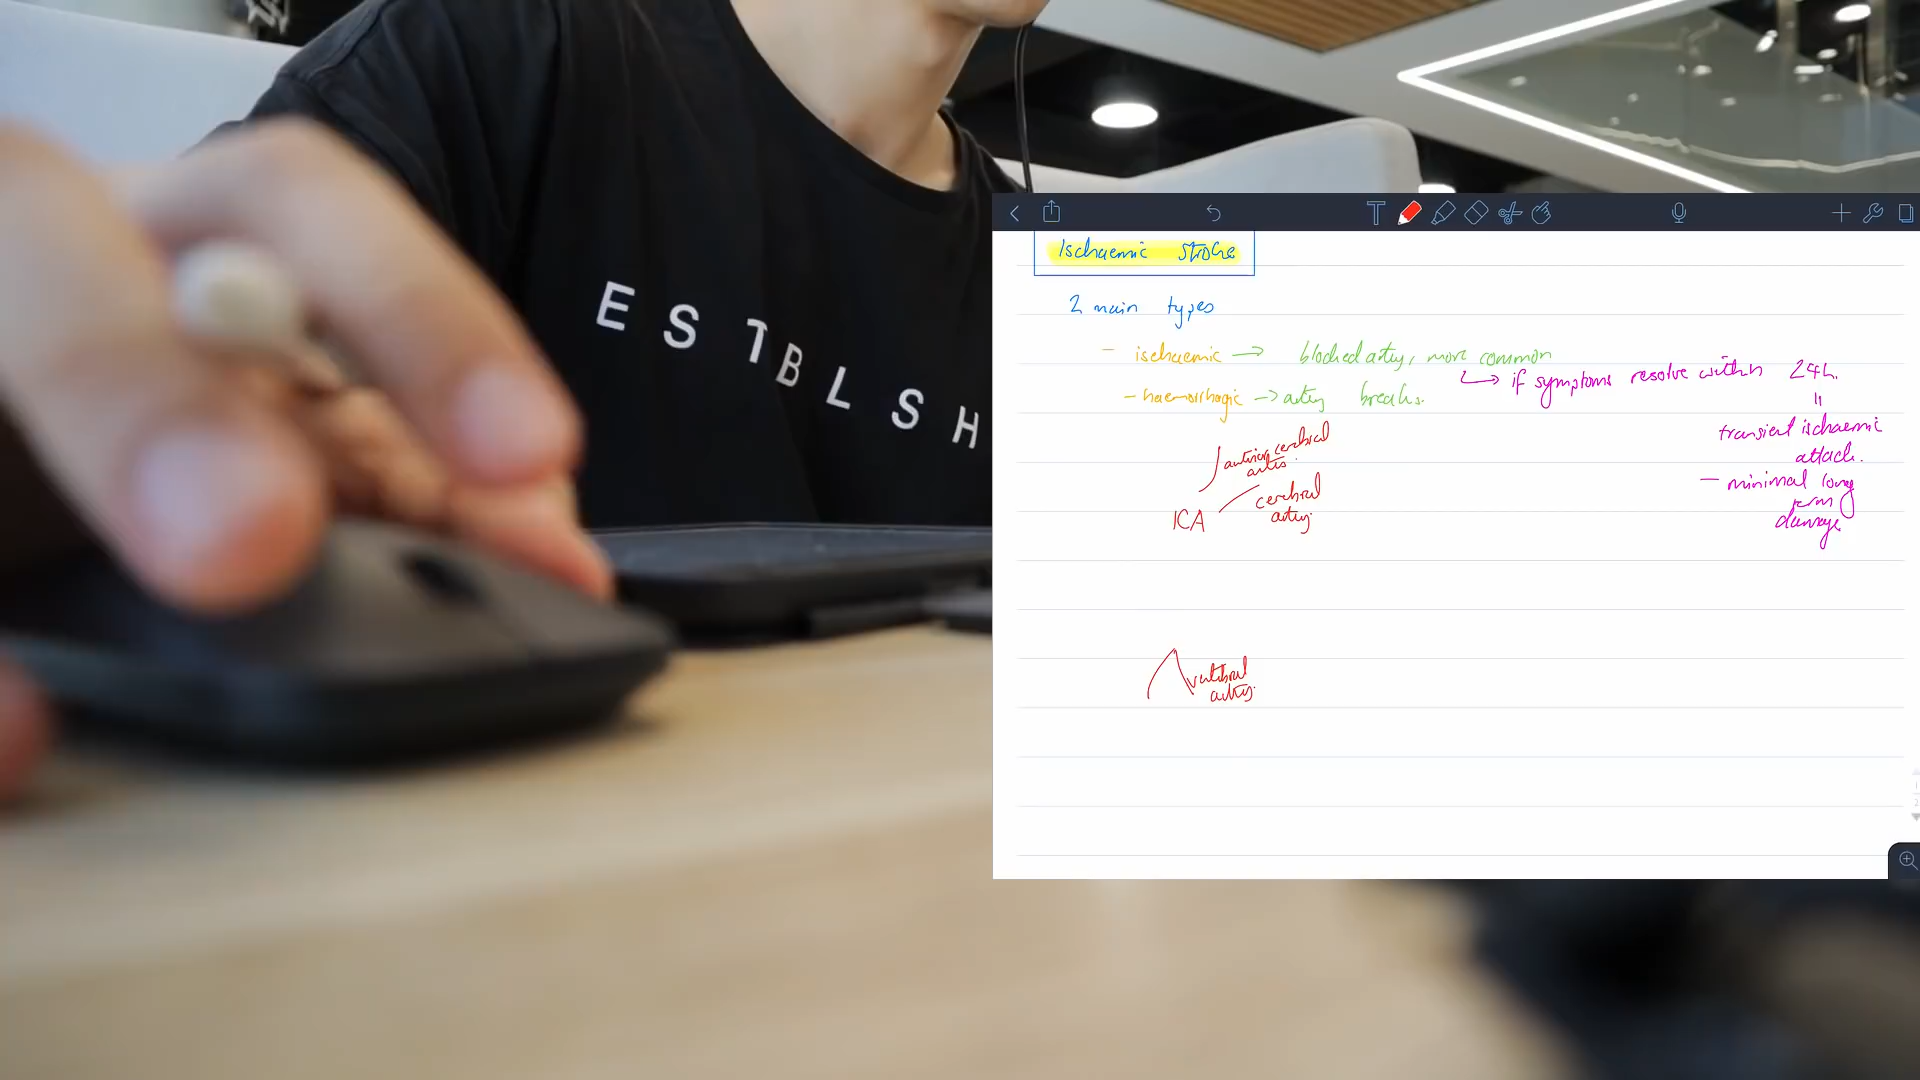 ESTBLSH
Ischaemic stroke
2 main types
- ischaemic → blocked artery, more common
↳ if symptoms resolve within 24h.
- haemorrhagic → artery breaks.
=
transient ischaemic
attack.
- minimal long
term
damage
anterior cerebral
artery.
cerebral
artery.
ICA
vertebral
artery.